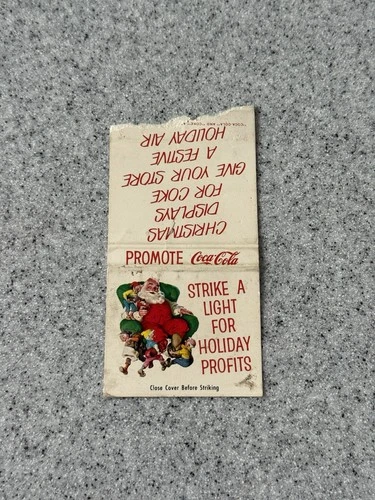 PROMOTE Coca-Cola
STRIKE A
LIGHT
FOR
HOLIDAY
PROFITS
Close Cover Before Striking
CHRISTMAS
DISPLAYS
FOR COKE
GIVE YOUR STORE
A FESTIVE
HOLIDAY AIR